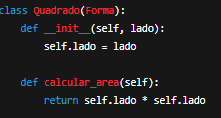 class Quadrado(Forma):
    def __init__(self, lado):
        self.lado = lado
    def calcular_area(self):
        return self.lado * self.lado